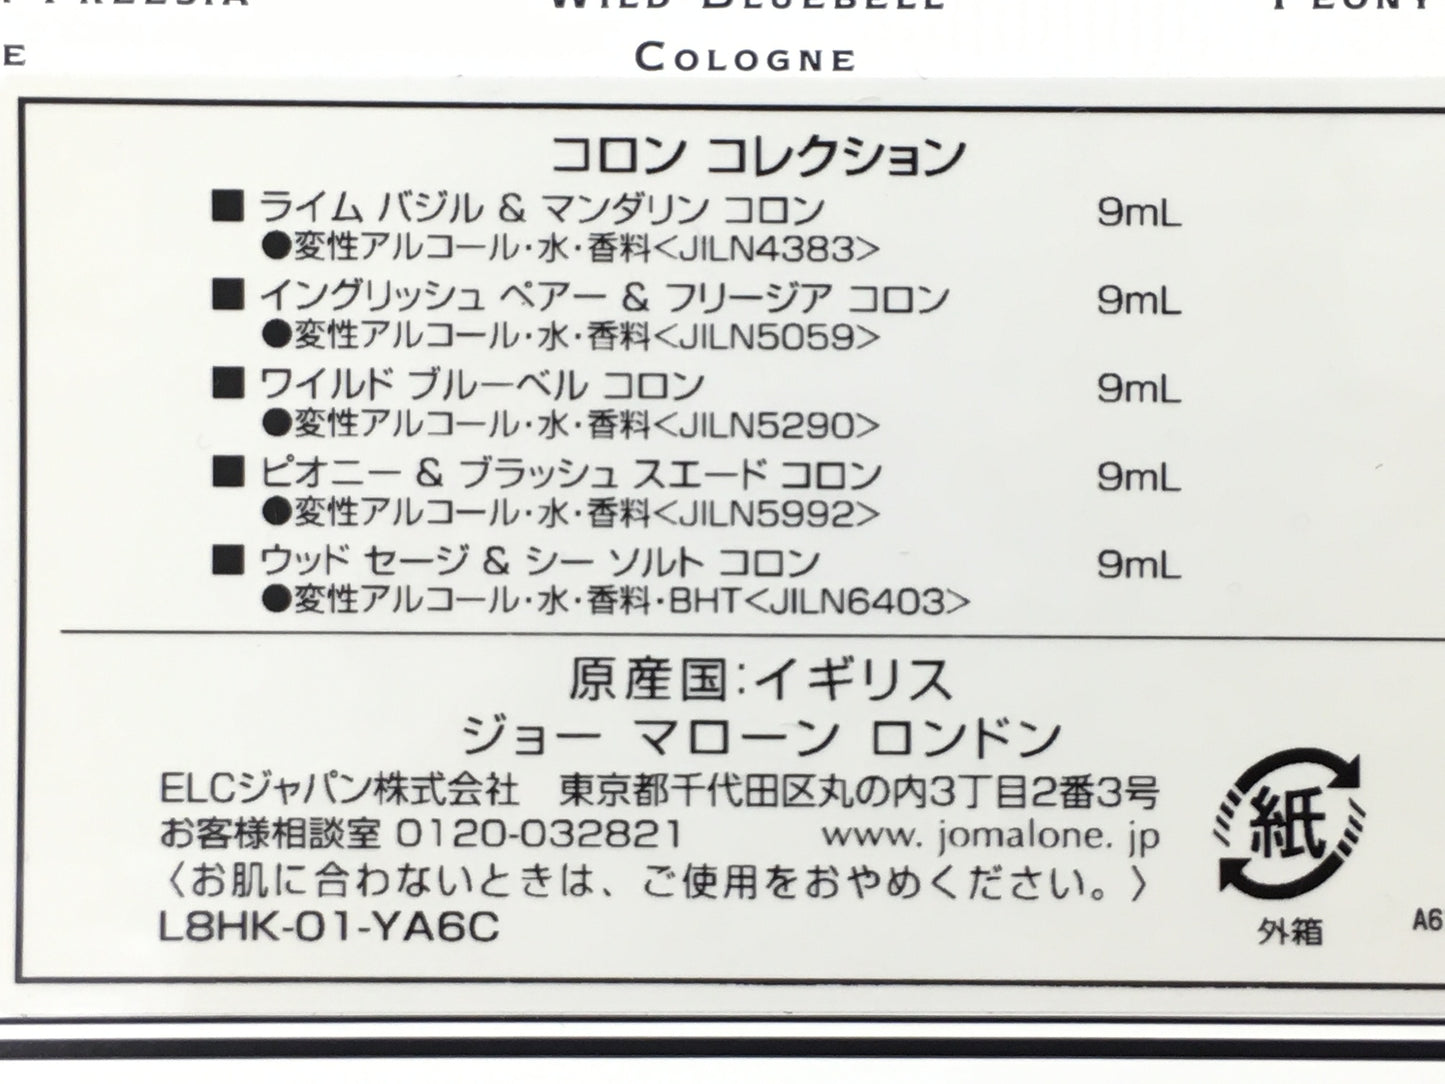 FREESIA WILD BLUEBELL PEONY
COLOGNE
コロン コレクション
■ ライム バジル & マンダリン コロン 9mL
●変性アルコール・水・香料<JILN4383>
■ イングリッシュ ペアー & フリージア コロン 9mL
●変性アルコール・水・香料<JILN5059>
■ ワイルド ブルーベル コロン 9mL
●変性アルコール・水・香料<JILN5290>
■ ピオニー & ブラッシュ スエード コロン 9mL
●変性アルコール・水・香料<JILN5992>
■ ウッド セージ & シー ソルト コロン 9mL
●変性アルコール・水・香料・BHT<JILN6403>
原産国:イギリス
ジョー マローン ロンドン
ELCジャパン株式会社 東京都千代田区丸の内3丁目2番3号
お客様相談室 0120-032821 www. jomalone. jp
〈お肌に合わないときは、ご使用をおやめください。〉
L8HK-01-YA6C
紙
外箱
A6